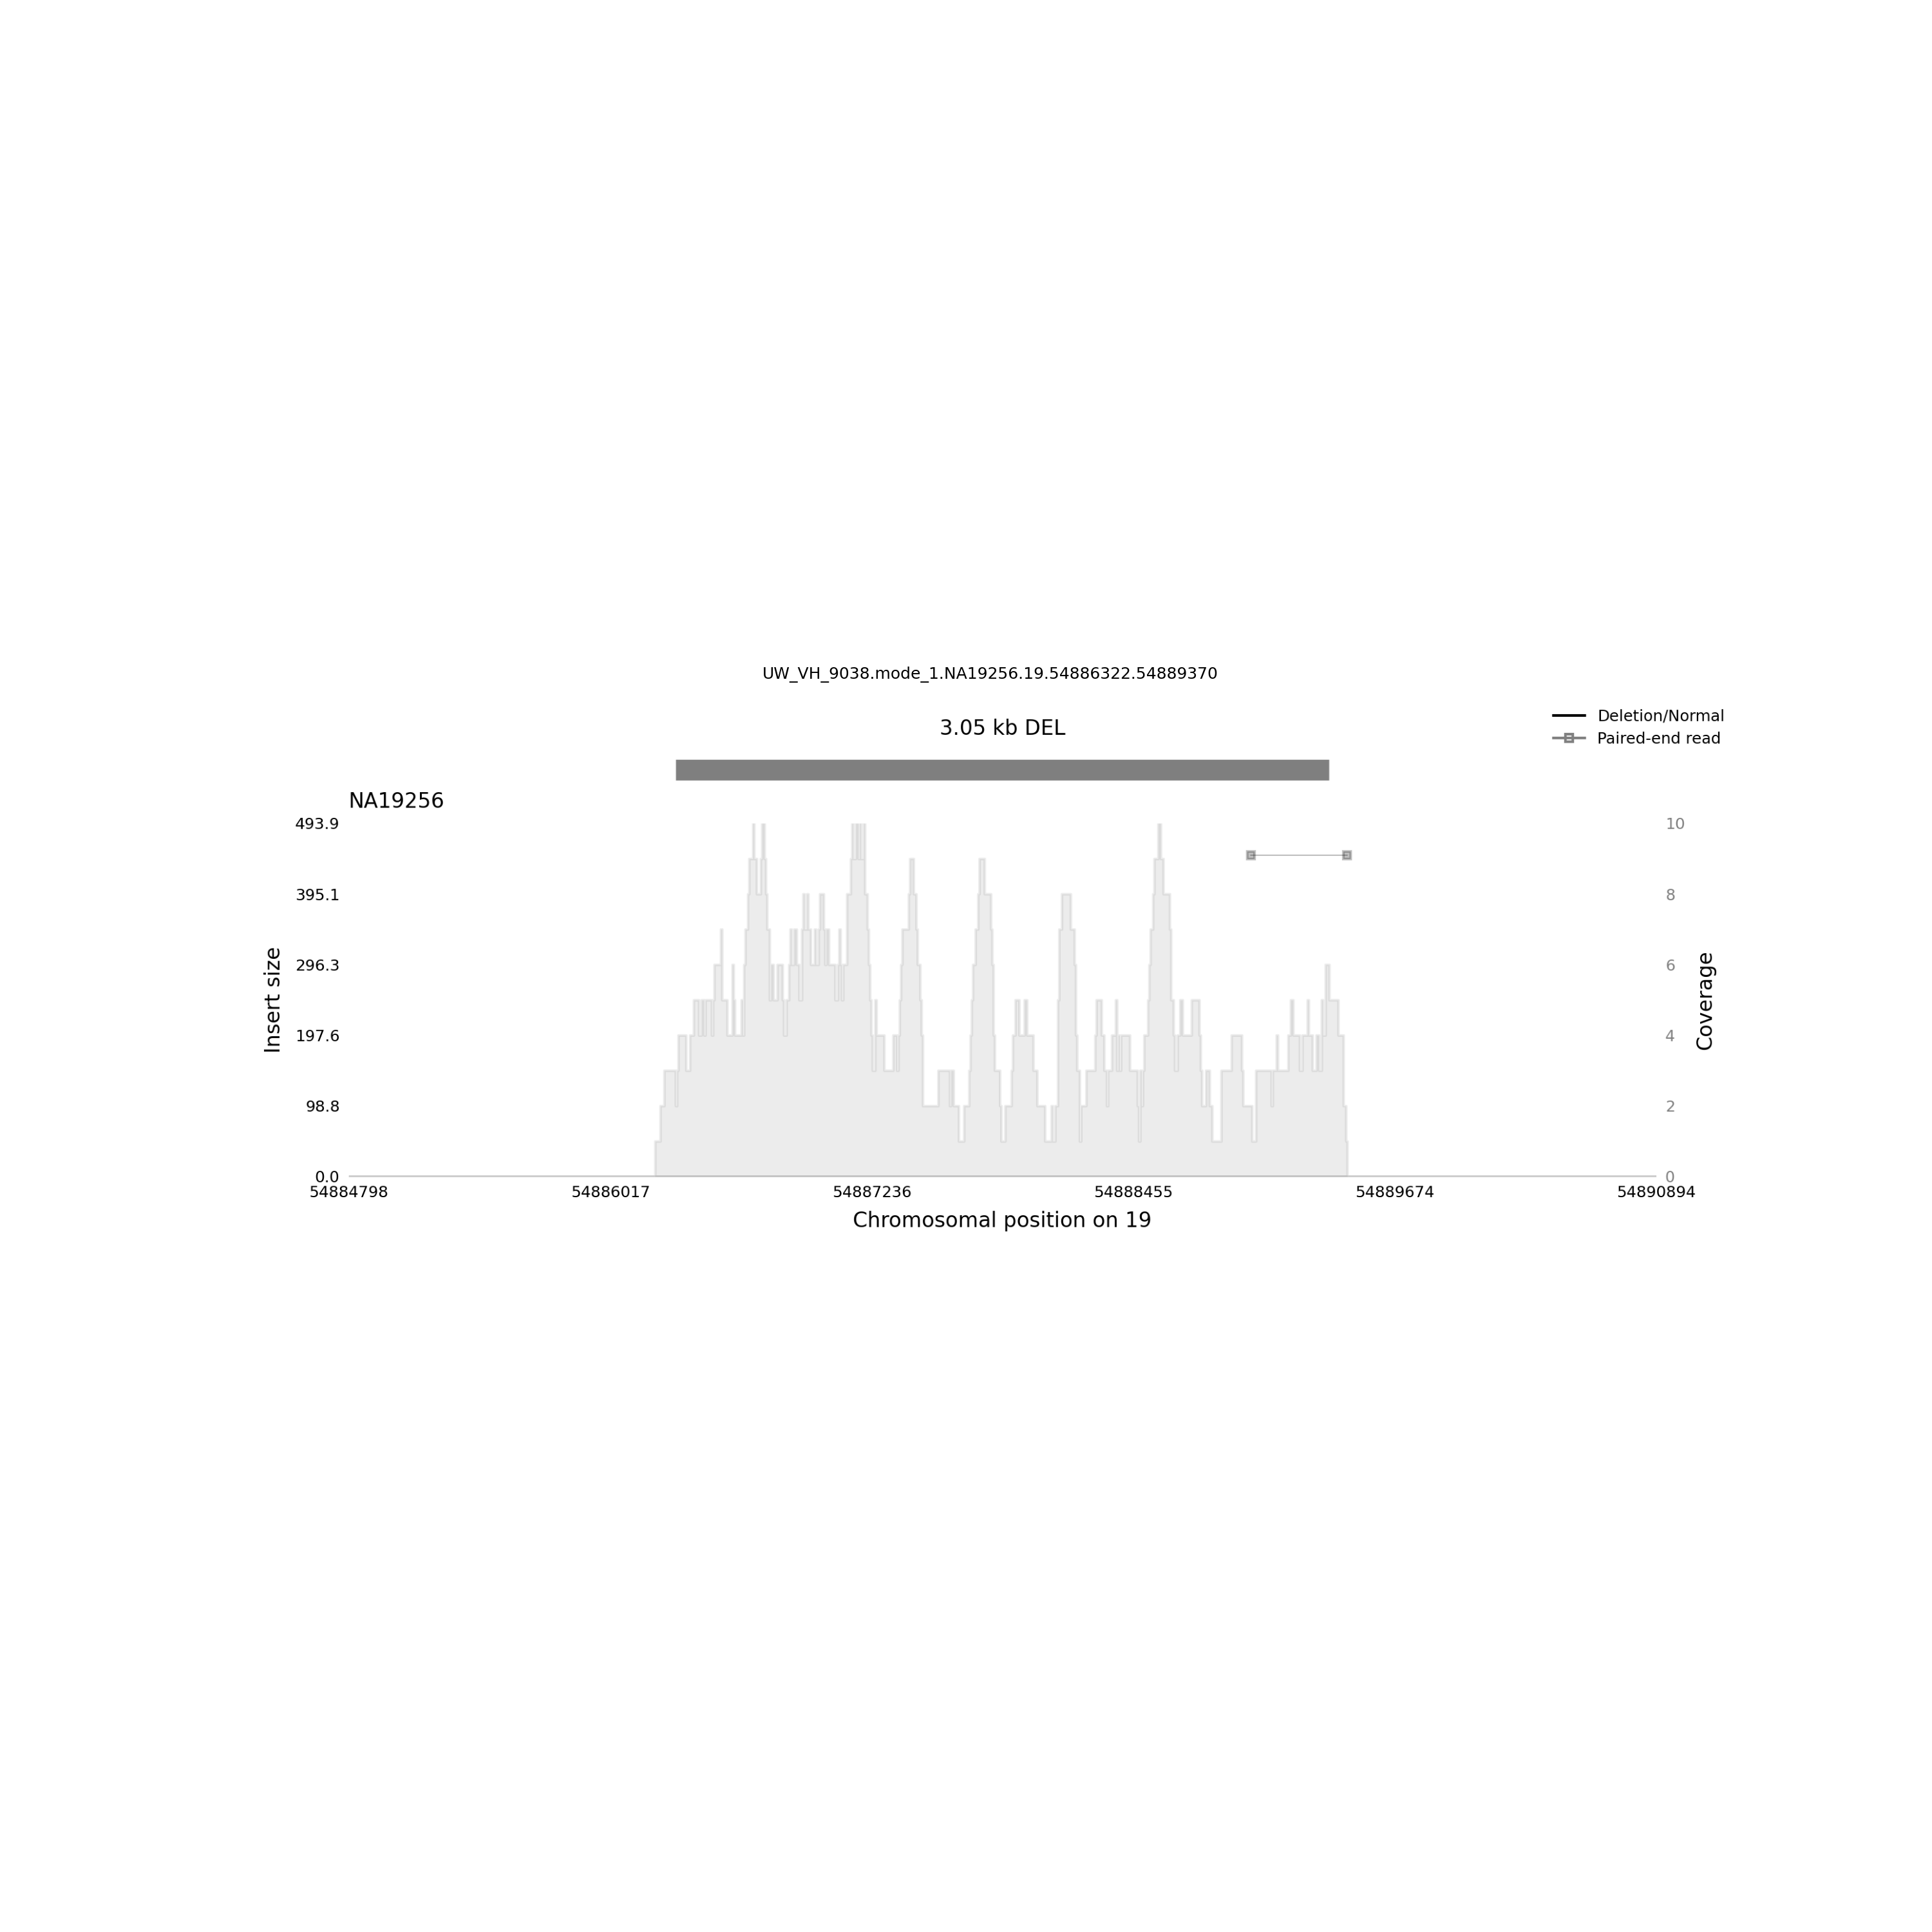 UW_VH_9038.mode_1.NA19256.19.54886322.54889370
3.05 kb DEL
Deletion/Normal
Paired-end read
NA19256
493.9
395.1
296.3
197.6
98.8
0.0
Insert size
10
8
6
4
2
0
Coverage
54884798 54886017 54887236 54888455 54889674 54890894
Chromosomal position on 19